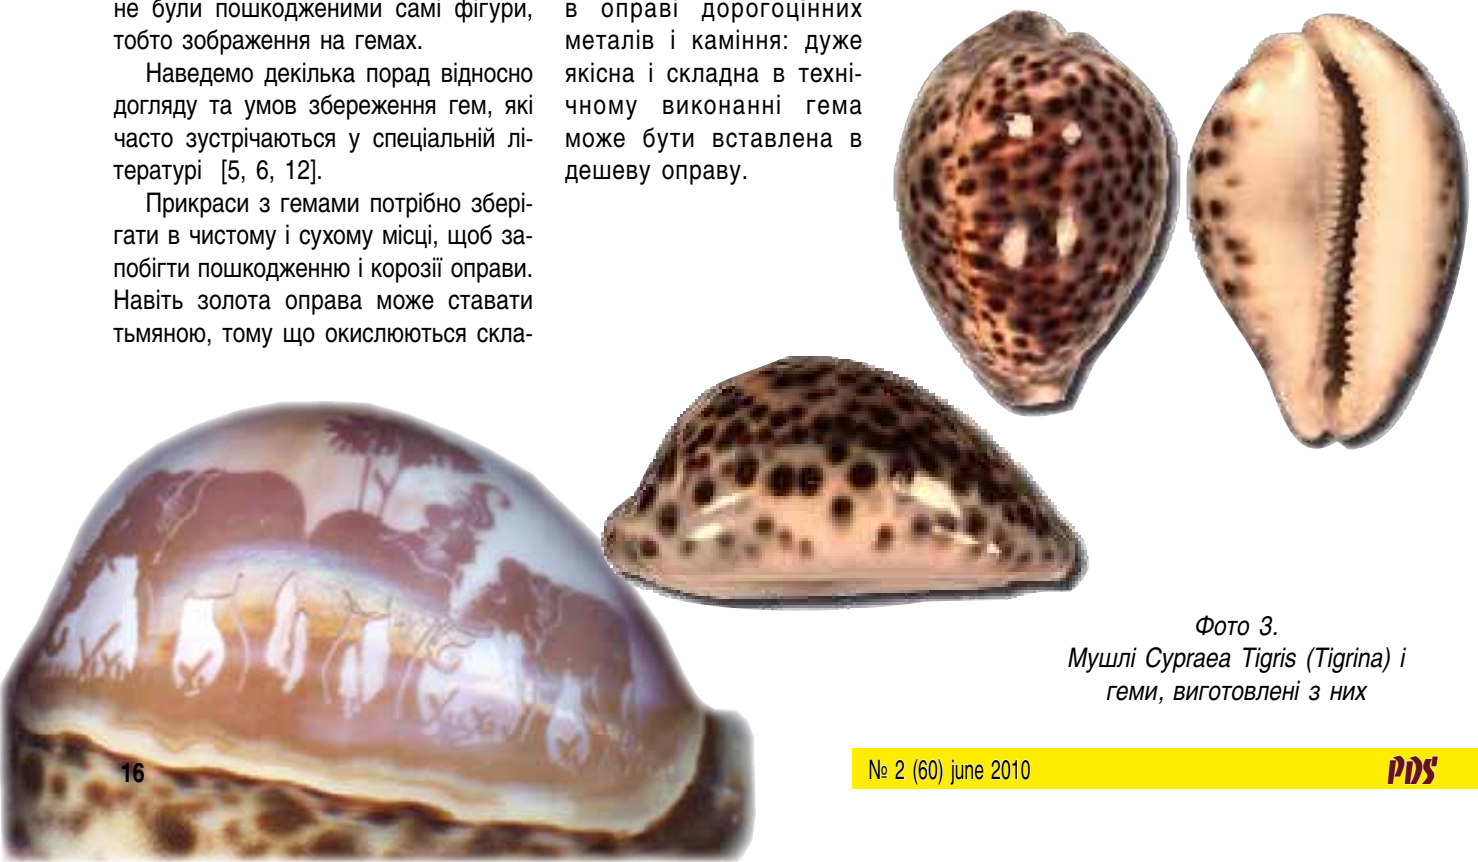 не були пошкодженими самі фігури,
тобто зображення на гемах.
Наведемо декілька порад відносно
догляду та умов збереження гем, які
часто зустрічаються у спеціальній лі-
тературі [5, 6, 12].
Прикраси з гемами потрібно збері-
гати в чистому і сухому місці, щоб за-
побігти пошкодженню і корозії оправи.
Навіть золота оправа може ставати
тьмяною, тому що окислюються скла-
в оправі дорогоцінних
металів і каміння: дуже
якісна і складна в техні-
чному виконанні гема
може бути вставлена в
дешеву оправу.
Фото 3.
Мушлі Cypraea Tigris (Tigrina) і
геми, виготовлені з них
16
№ 2 (60) june 2010
PDS